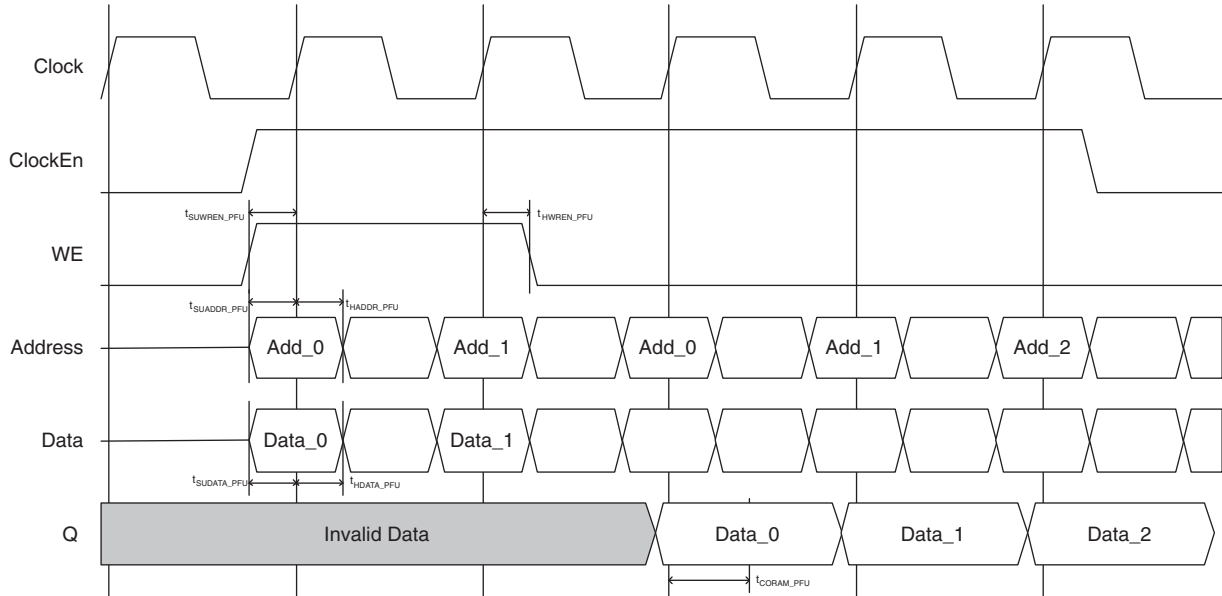 Clock
ClockEn
tSUWREN_PFU tHWREN_PFU
WE
tSUADDR_PFU tHADDR_PFU
Address Add_0 Add_1 Add_0 Add_1 Add_2
Data Data_0 Data_1
tSUDATA_PFU tHDATA_PFU
Q Invalid Data Data_0 Data_1 Data_2
tCORAM_PFU